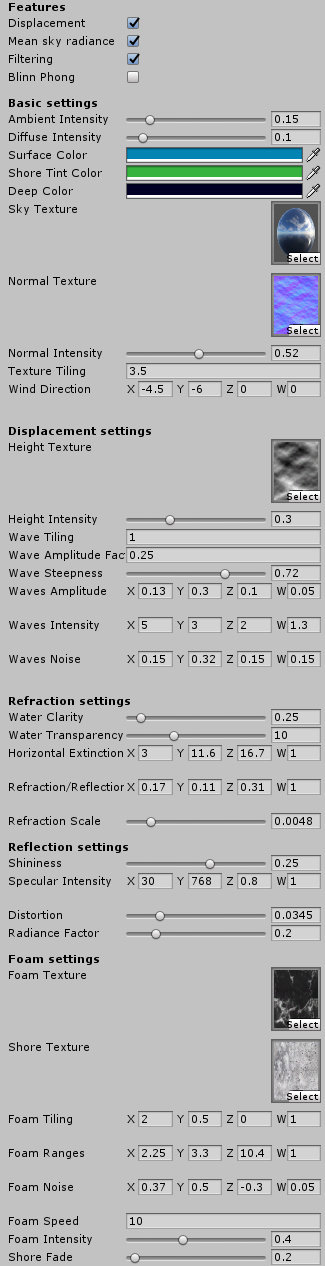 Features
Displacement
Mean sky radiance
Filtering
Blinn Phong
Basic settings
Ambient Intensity 0.15
Diffuse Intensity 0.1
Surface Color
Shore Tint Color
Deep Color
Sky Texture
Select
Normal Texture
Select
Normal Intensity 0.52
Texture Tiling 3.5
Wind Direction X -4.5 Y -6 Z 0 W 0
Displacement settings
Height Texture
Select
Height Intensity 0.3
Wave Tiling 1
Wave Amplitude Fac 0.25
Wave Steepness 0.72
Waves Amplitude X 0.13 Y 0.3 Z 0.1 W 0.05
Waves Intensity X 5 Y 3 Z 2 W 1.3
Waves Noise X 0.15 Y 0.32 Z 0.15 W 0.15
Refraction settings
Water Clarity 0.25
Water Transparency 10
Horizontal Extinction X 3 Y 11.6 Z 16.7 W 1
Refraction/Reflection X 0.17 Y 0.11 Z 0.31 W 1
Refraction Scale 0.0048
Reflection settings
Shininess 0.25
Specular Intensity X 30 Y 768 Z 0.8 W 1
Distortion 0.0345
Radiance Factor 0.2
Foam settings
Foam Texture
Select
Shore Texture
Select
Foam Tiling X 2 Y 0.5 Z 0 W 1
Foam Ranges X 2.25 Y 3.3 Z 10.4 W 1
Foam Noise X 0.37 Y 0.5 Z -0.3 W 0.05
Foam Speed 10
Foam Intensity 0.4
Shore Fade 0.2